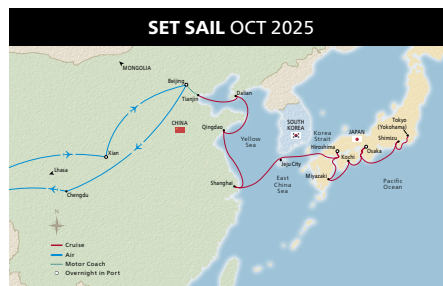 SET SAIL OCT 2025
MONGOLIA
Beijing
Tianjin
Dalian
CHINA
Qingdao
Yellow
Sea
SOUTH
KOREA
Korea
Strait
Hiroshima
JAPAN
Tokyo
(Yokohama)
Shimizu
Xian
Lhasa
Chengdu
Shanghai
Jeju City
East
China
Sea
Kochi
Osaka
Miyazaki
Pacific
Ocean
N
Cruise
Air
Motor Coach
Overnight in Port